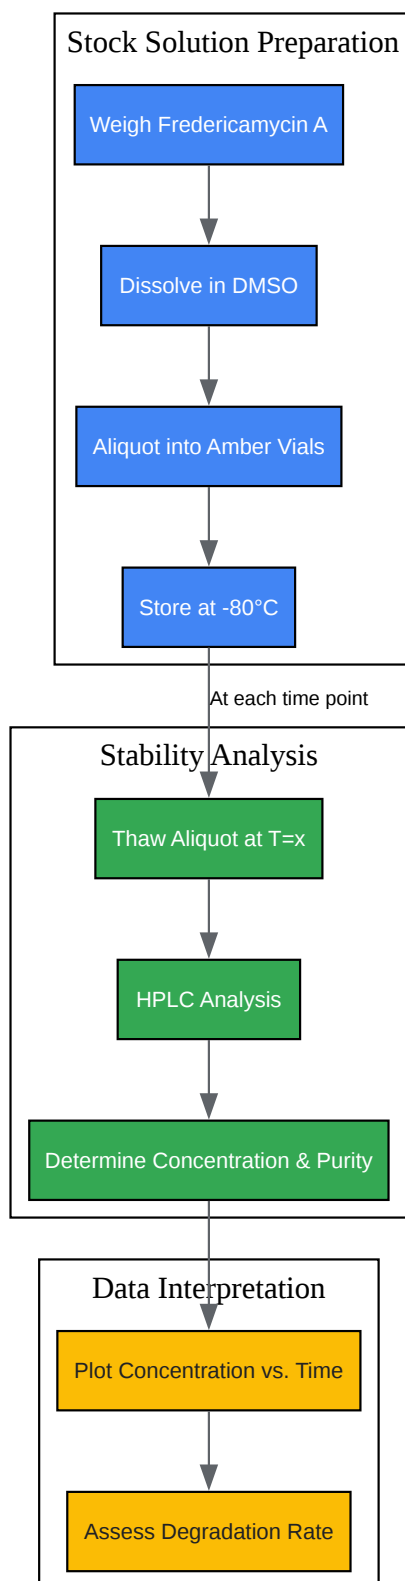 Stock Solution Preparation
Weigh Fredericamycin A
Dissolve in DMSO
Aliquot into Amber Vials
Store at -80°C
At each time point
Stability Analysis
Thaw Aliquot at T=x
HPLC Analysis
Determine Concentration & Purity
Data Interpretation
Plot Concentration vs. Time
Assess Degradation Rate